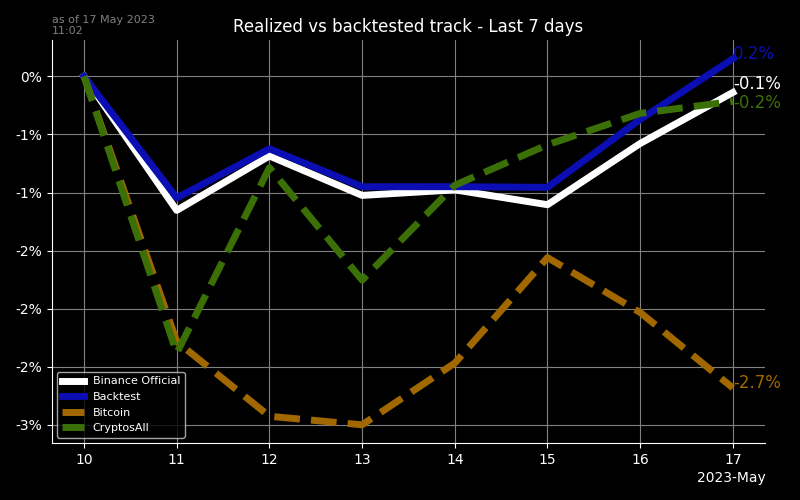 as of 17 May 2023
11:02
Realized vs backtested track - Last 7 days
0%
-1%
-1%
-2%
-2%
-2%
-3%
0.2%
-0.1%
-0.2%
-2.7%
Binance Official
Backtest
Bitcoin
CryptosAll
10 11 12 13 14 15 16 17
2023-May